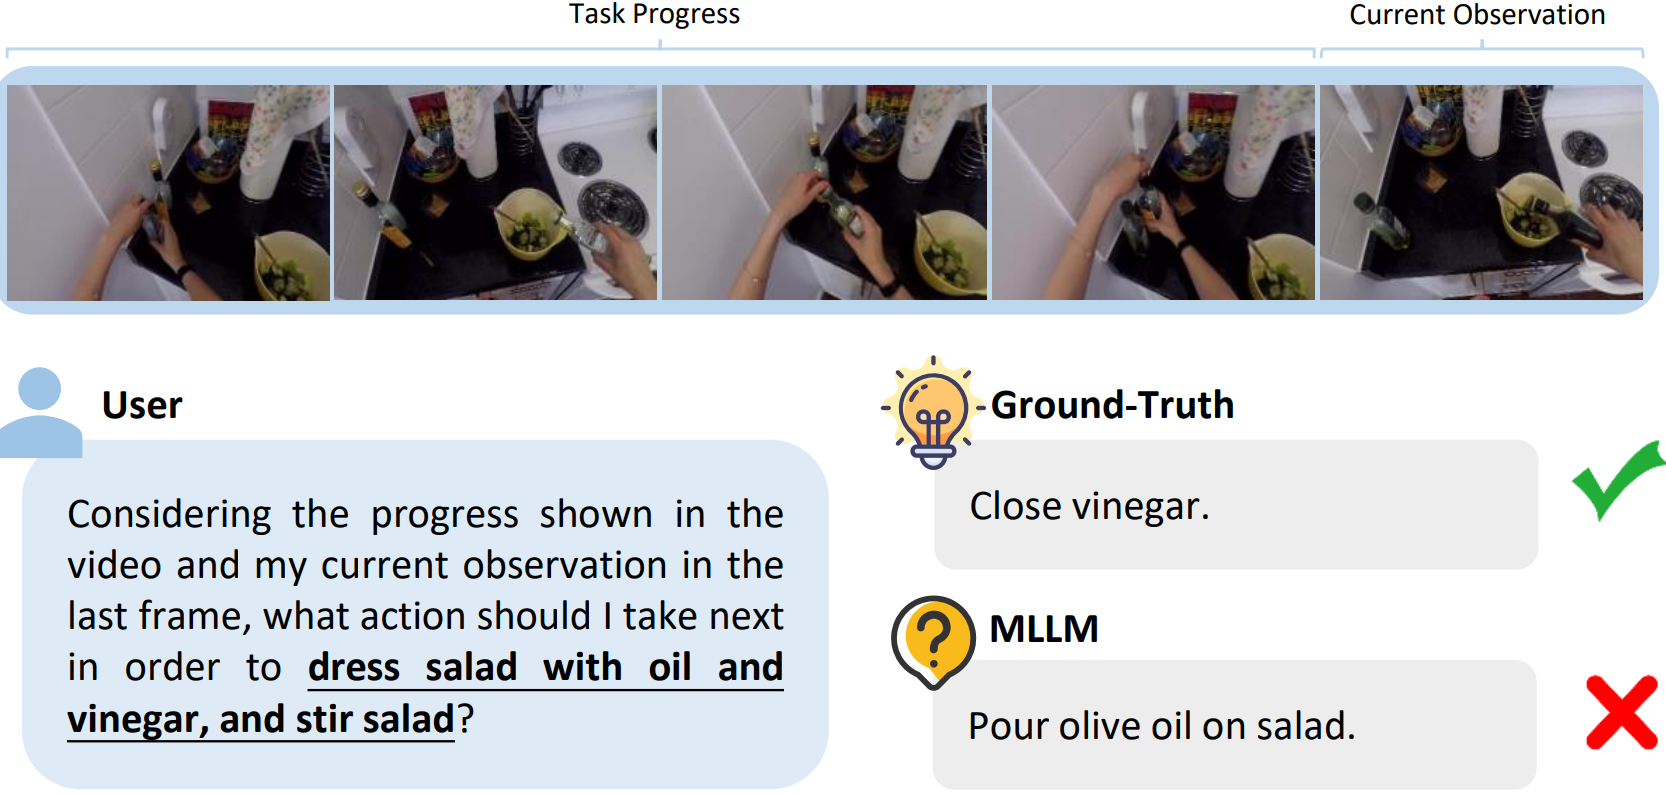 Task Progress
Current Observation
User
Considering the progress shown in the
video and my current observation in the
last frame, what action should I take next
in order to dress salad with oil and
vinegar, and stir salad?
Ground-Truth
Close vinegar.
MLLM
Pour olive oil on salad.